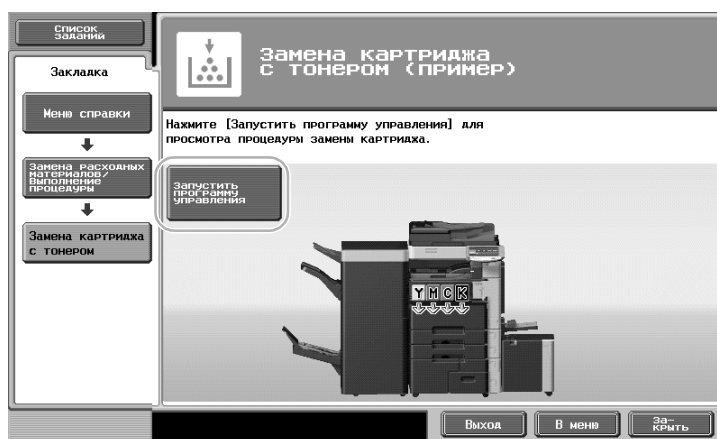 Список
заданий
Закладка
Меню справки
Замена расходных
материалов/
Выполнение
процедуры
Замена картриджа
с тонером
Замена картриджа
с тонером (пример)
Нажмите [Запустить программу управления] для
просмотра процедуры замены картриджа.
Запустить
программу
управления
Y M C K
Выход
В меню
За-
крыть